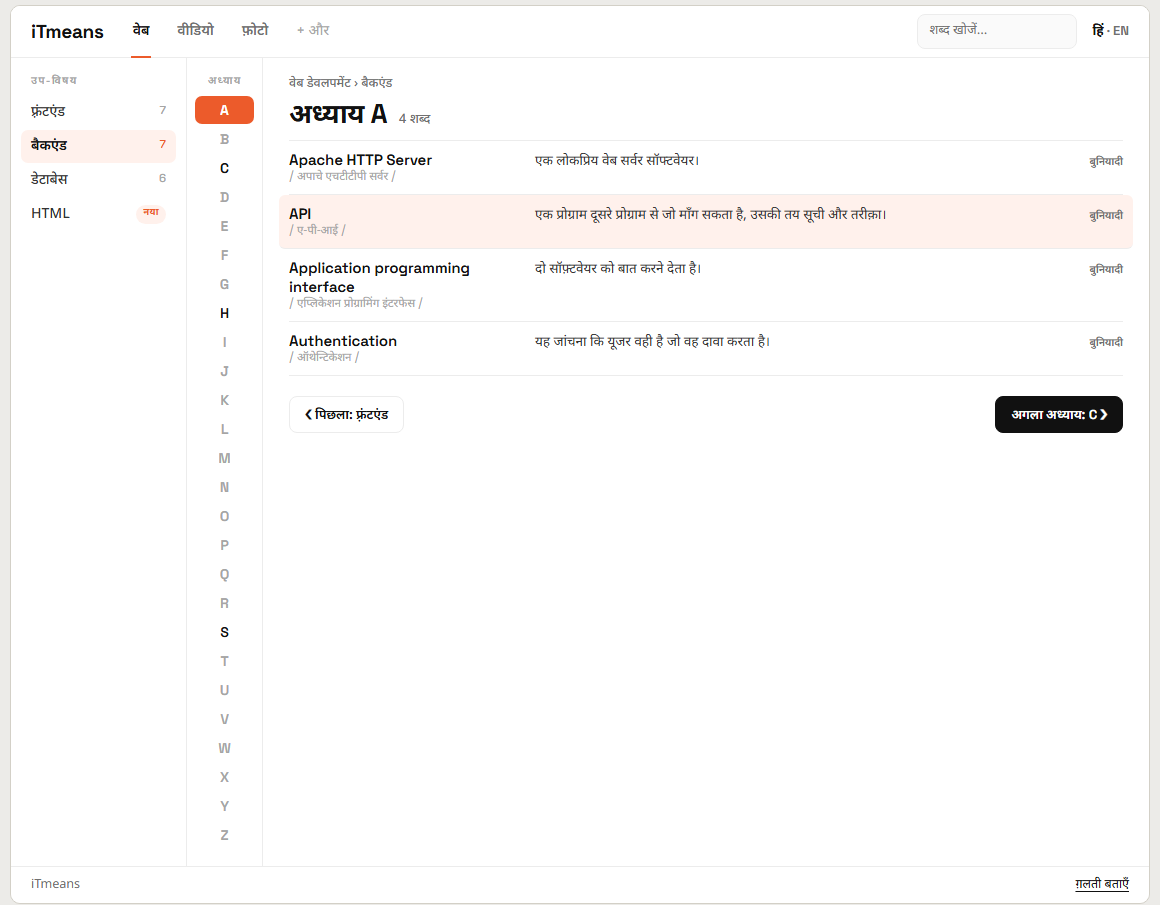 iTmeans
वेब
वीडियो
फ़ोटो
+ और
शब्द खोजें...
हिं · EN
उप-विषय
फ़्रंटएंड 7
बैकएंड 7
डेटाबेस 6
HTML नया
अध्याय
A
B
C
D
E
F
G
H
I
J
K
L
M
N
O
P
Q
R
S
T
U
V
W
X
Y
Z
वेब डेवलपमेंट › बैकएंड
अध्याय A 4 शब्द
Apache HTTP Server
/ अपाचे एचटीटीपी सर्वर /
एक लोकप्रिय वेब सर्वर सॉफ्टवेयर।
बुनियादी
API
/ ए-पी-आई /
एक प्रोग्राम दूसरे प्रोग्राम से जो माँग सकता है, उसकी तय सूची और तरीक़ा।
बुनियादी
Application programming
interface
/ एप्लिकेशन प्रोग्रामिंग इंटरफेस /
दो सॉफ़्टवेयर को बात करने देता है।
बुनियादी
Authentication
/ ऑथेन्टिकेशन /
यह जांचना कि यूजर वही है जो वह दावा करता है।
बुनियादी
‹ पिछला: फ़्रंटएंड
अगला अध्याय: C ›
iTmeans
ग़लती बताएँ